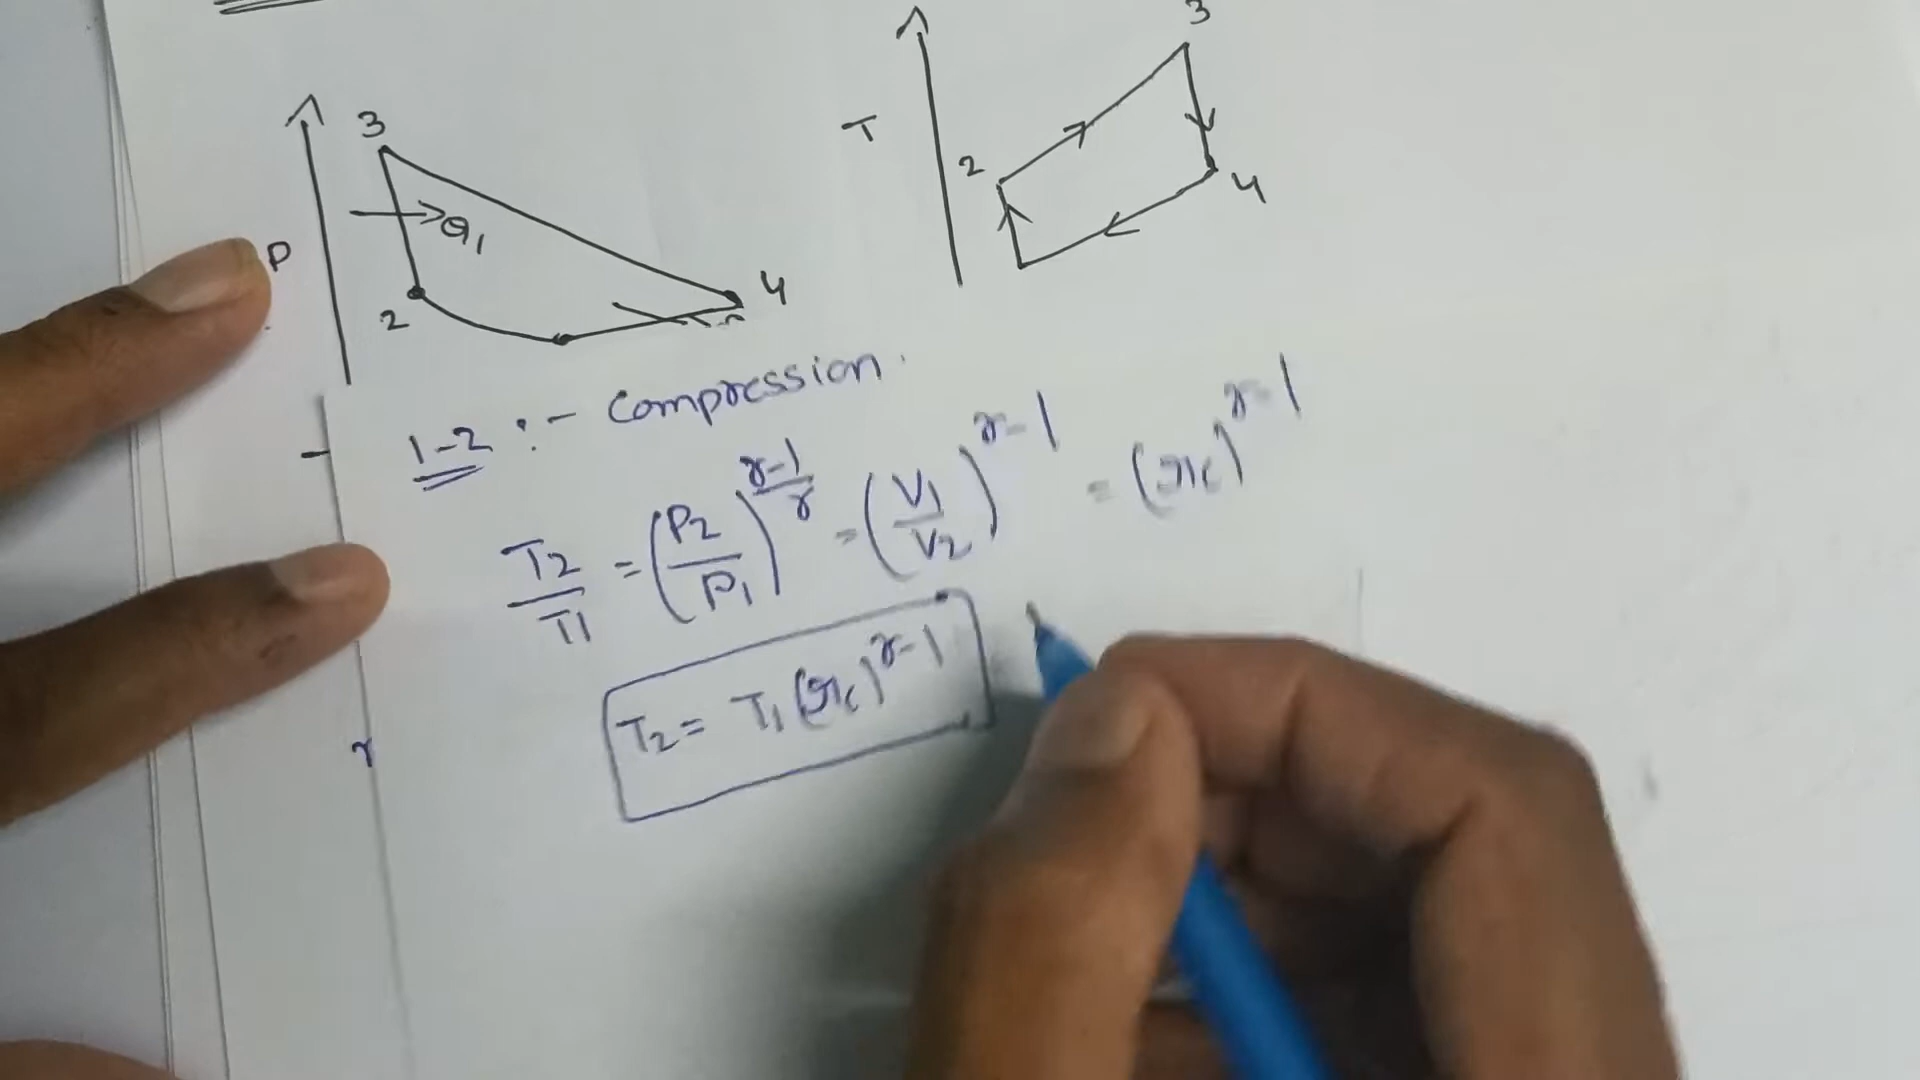 3
T
2
4
3
P
Q1
2
4
1-2 :- Compression.
T2/T1 = (P2/P1)^(γ-1)/γ = (V1/V2)^γ-1 = (rc)^γ-1
T2 = T1 (rc)^γ-1